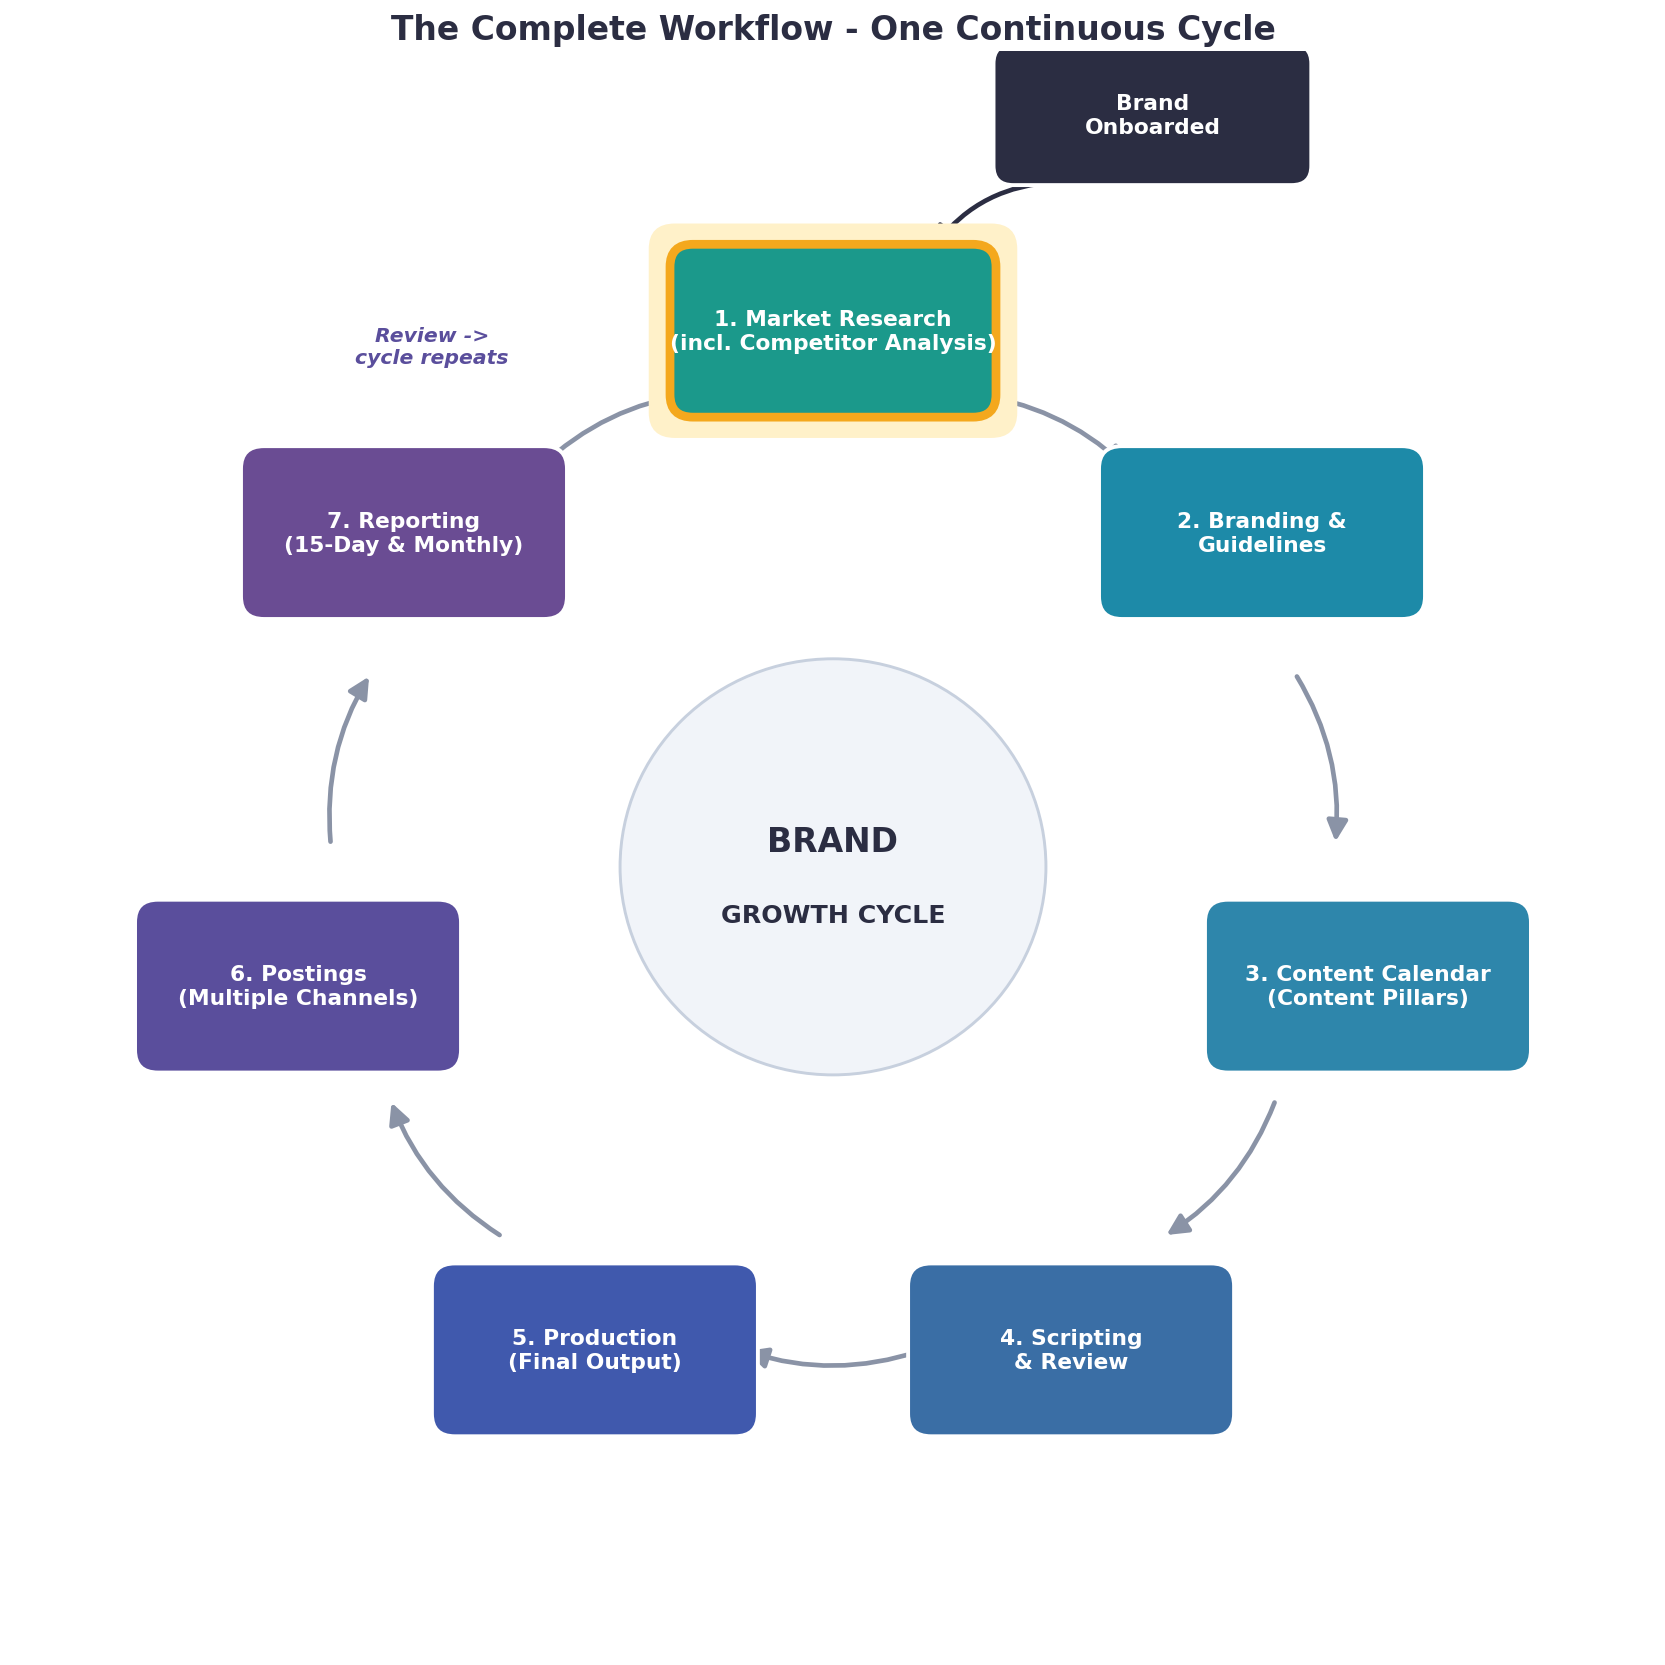 The Complete Workflow - One Continuous Cycle
Brand
Onboarded
1. Market Research
(incl. Competitor Analysis)
Review ->
cycle repeats
7. Reporting
(15-Day & Monthly)
2. Branding &
Guidelines
BRAND
GROWTH CYCLE
6. Postings
(Multiple Channels)
3. Content Calendar
(Content Pillars)
5. Production
(Final Output)
4. Scripting
& Review